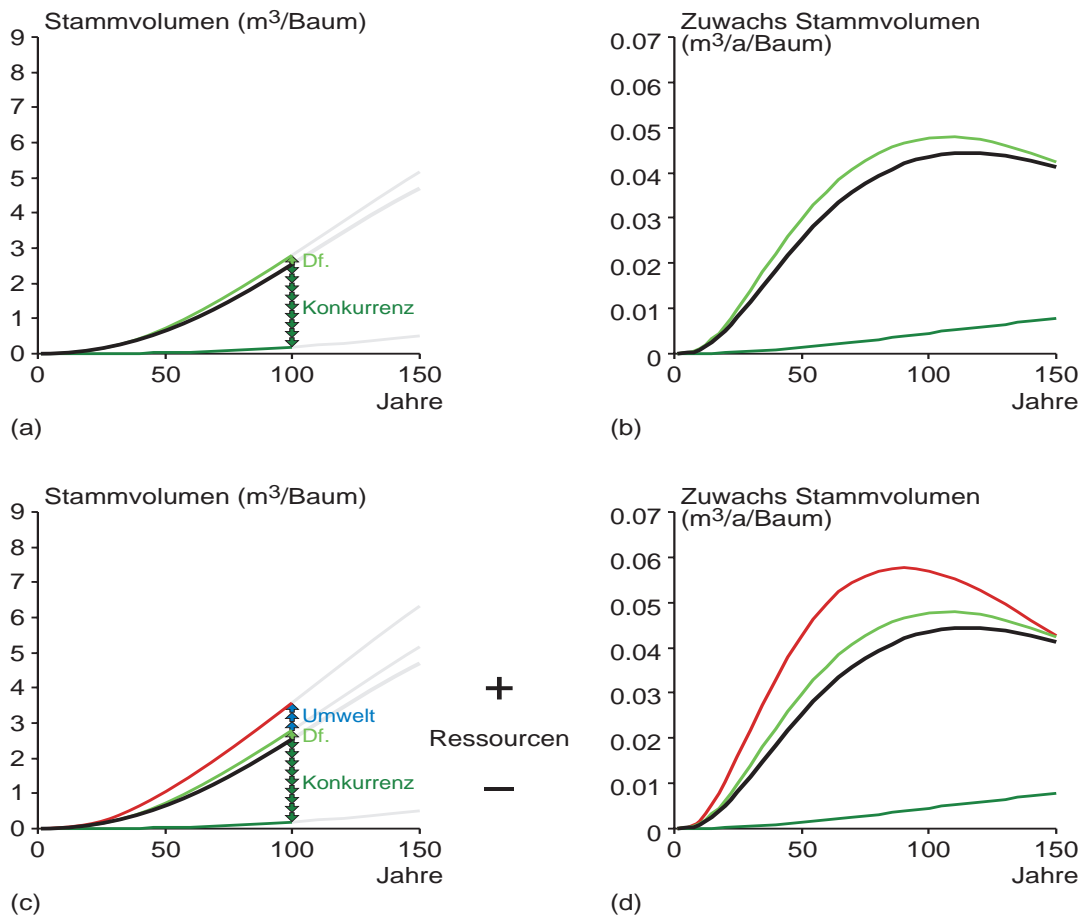 Stammvolumen (m³/Baum)
9
8
7
6
5
4
3
2
1
0
Df.
Konkurrenz
0 50 100 150
Jahre
(a)
Zuwachs Stammvolumen
(m³/a/Baum)
0.07
0.06
0.05
0.04
0.03
0.02
0.01
0
0 50 100 150
Jahre
(b)
Stammvolumen (m³/Baum)
9
8
7
6
5
4
3
2
1
0
Umwelt
Df.
Konkurrenz
0 50 100 150
Jahre
(c)
+
Ressourcen
−
Zuwachs Stammvolumen
(m³/a/Baum)
0.07
0.06
0.05
0.04
0.03
0.02
0.01
0
0 50 100 150
Jahre
(d)